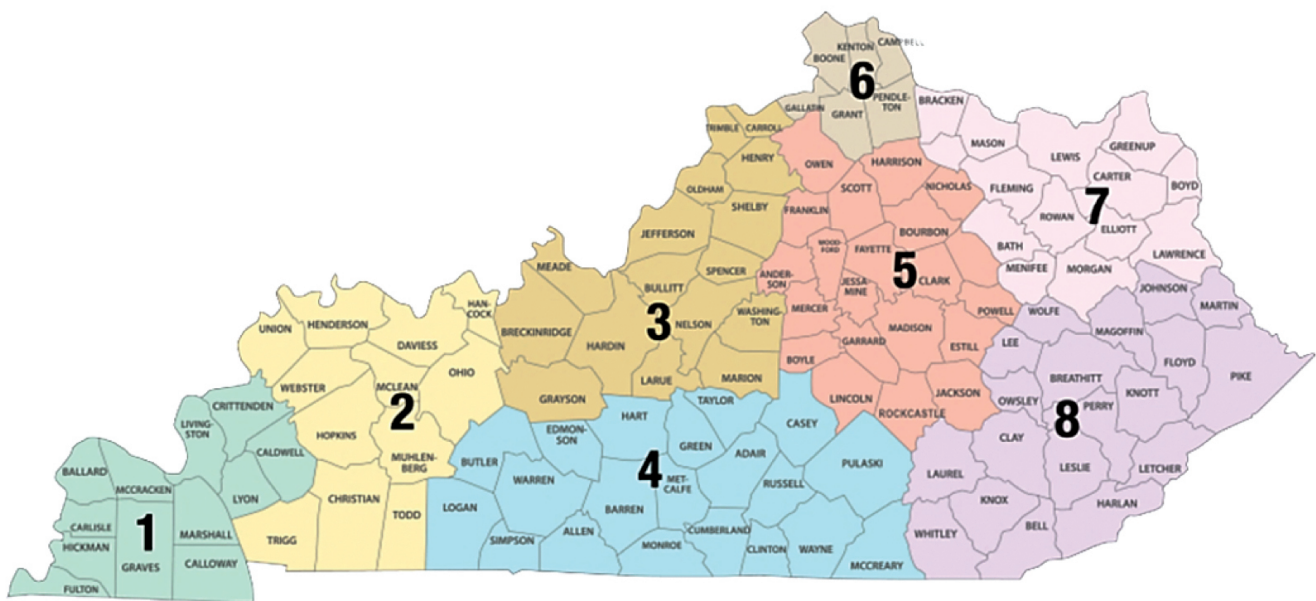 CAMPBELL
KENTON
BOONE
6
PENDLE-
TON
GALLATIN
GRANT
BRACKEN
TRIMBLE
CARROLL
MASON
GREENUP
HENRY
LEWIS
OWEN
HARRISON
CARTER
OLDHAM
SCOTT
NICHOLAS
FLEMING
BOYD
7
SHELBY
FRANKLIN
ROWAN
ELLIOTT
JEFFERSON
BOURBON
WOOD-
FORD
FAYETTE
BATH
LAWRENCE
MEADE
SPENCER
ANDER-
SON
5
CLARK
MENIFEE
MORGAN
BULLITT
JESSA-
MINE
JOHNSON
HAN-
COCK
MERCER
POWELL
WOLFE
MARTIN
UNION
HENDERSON
3
NELSON
WASHING-
TON
MADISON
MAGOFFIN
BRECKINRIDGE
HARDIN
DAVIESS
GARRARD
ESTILL
LEE
FLOYD
BOYLE
OHIO
PIKE
LARUE
MARION
BREATHITT
WEBSTER
MCLEAN
GRAYSON
LINCOLN
JACKSON
OWSLEY
PERRY
KNOTT
CRITTENDEN
2
TAYLOR
ROCKCASTLE
HART
LIVING-
STON
EDMON-
SON
CASEY
8
HOPKINS
CLAY
GREEN
CALDWELL
ADAIR
MUHLEN-
BERG
BUTLER
PULASKI
BALLARD
4
LAUREL
LESLIE
LETCHER
WARREN
MET-
CALFE
RUSSELL
MCCRACKEN
LYON
CHRISTIAN
KNOX
HARLAN
LOGAN
BARREN
TODD
CARLISLE
1
MARSHALL
ALLEN
CUMBERLAND
BELL
WHITLEY
TRIGG
SIMPSON
HICKMAN
MONROE
CLINTON
WAYNE
GRAVES
CALLOWAY
MCCREARY
FULTON